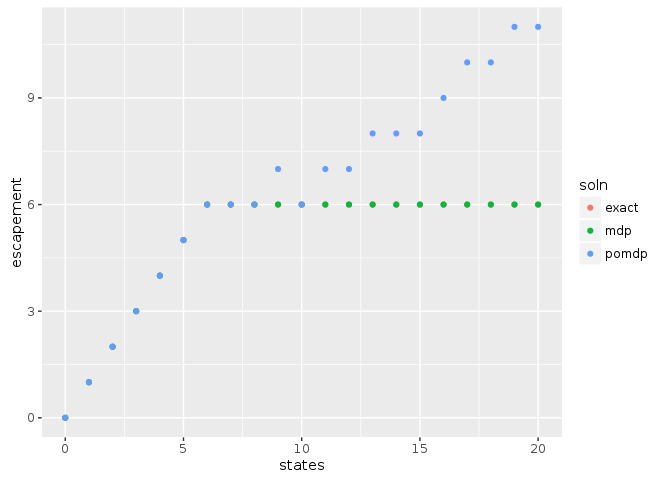 9
6
3
0
escapement
0 5 10 15 20
states
soln
exact
mdp
pomdp